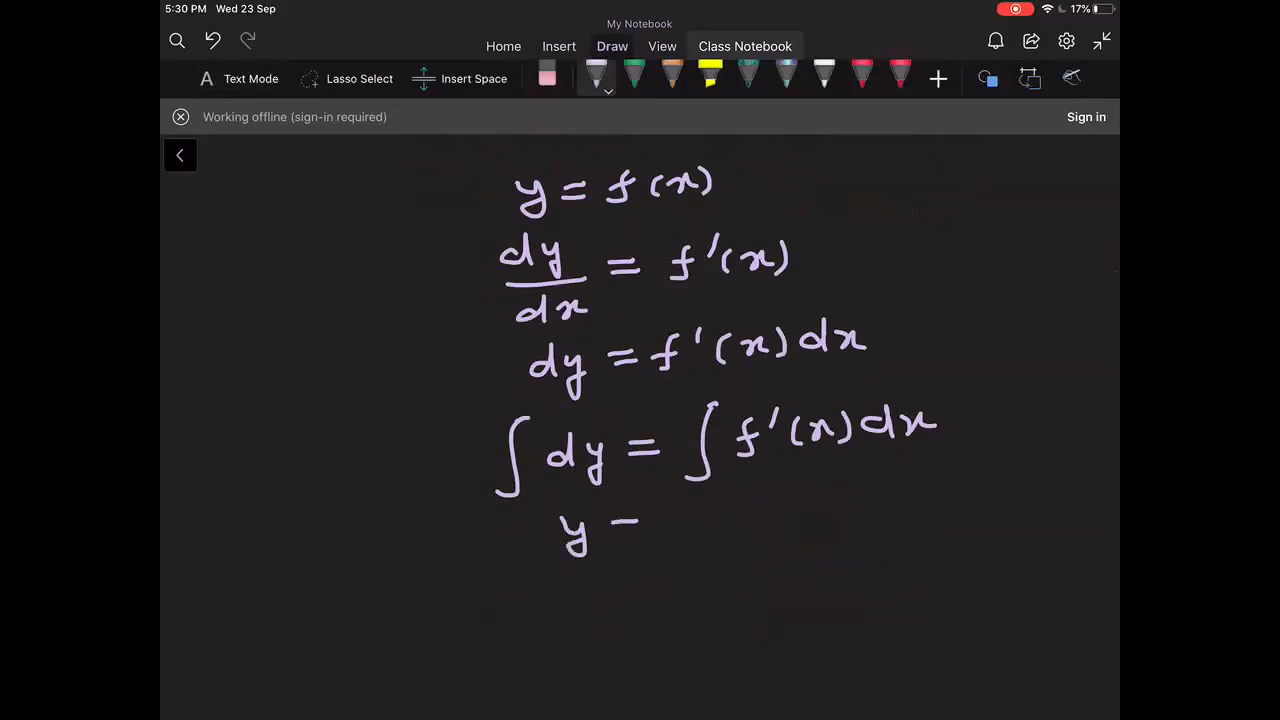 5:30 PM Wed 23 Sep 17%
My Notebook
Home Insert Draw View Class Notebook
A Text Mode Lasso Select Insert Space
Working offline (sign-in required) Sign in
y = f(x)
dy/dx = f'(x)
dy = f'(x) dx
∫ dy = ∫ f'(x) dx
y –